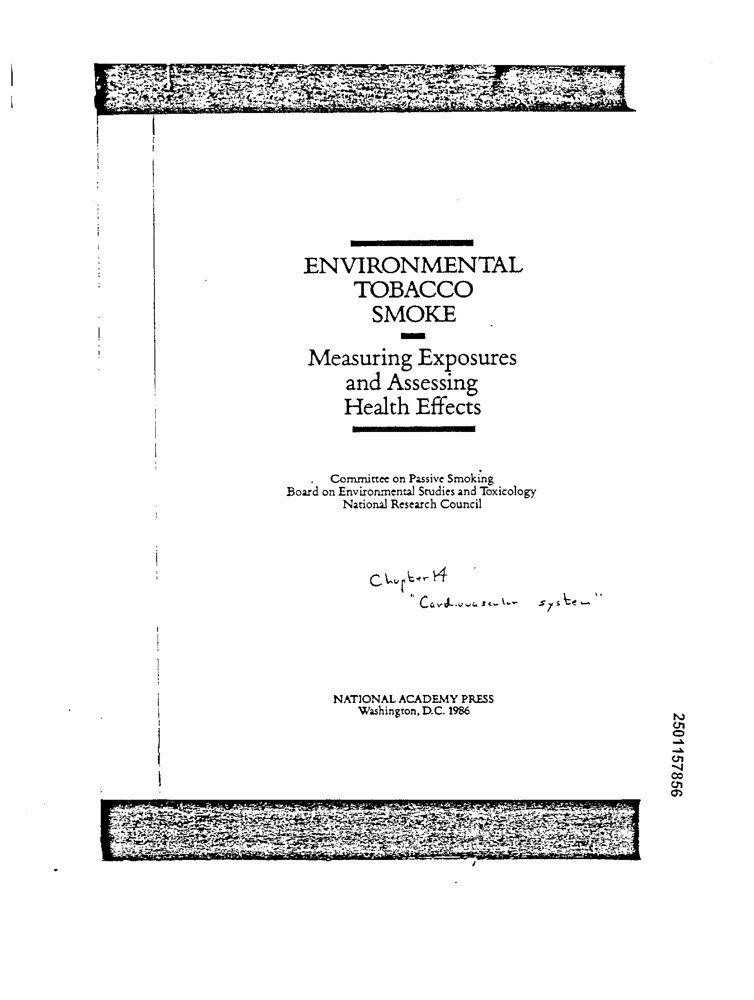 ENVIRONMENTAL
TOBACCO
SMOKE
Measuring Exposures
and Assessing
Health Effects
Committee on Passive Smoking
Board on Environmental Studies and Toxicology
National Research Council
Chapter 14
"Cardiovascular system"
NATIONAL ACADEMY PRESS
Washington, D.C. 1986
2501157856